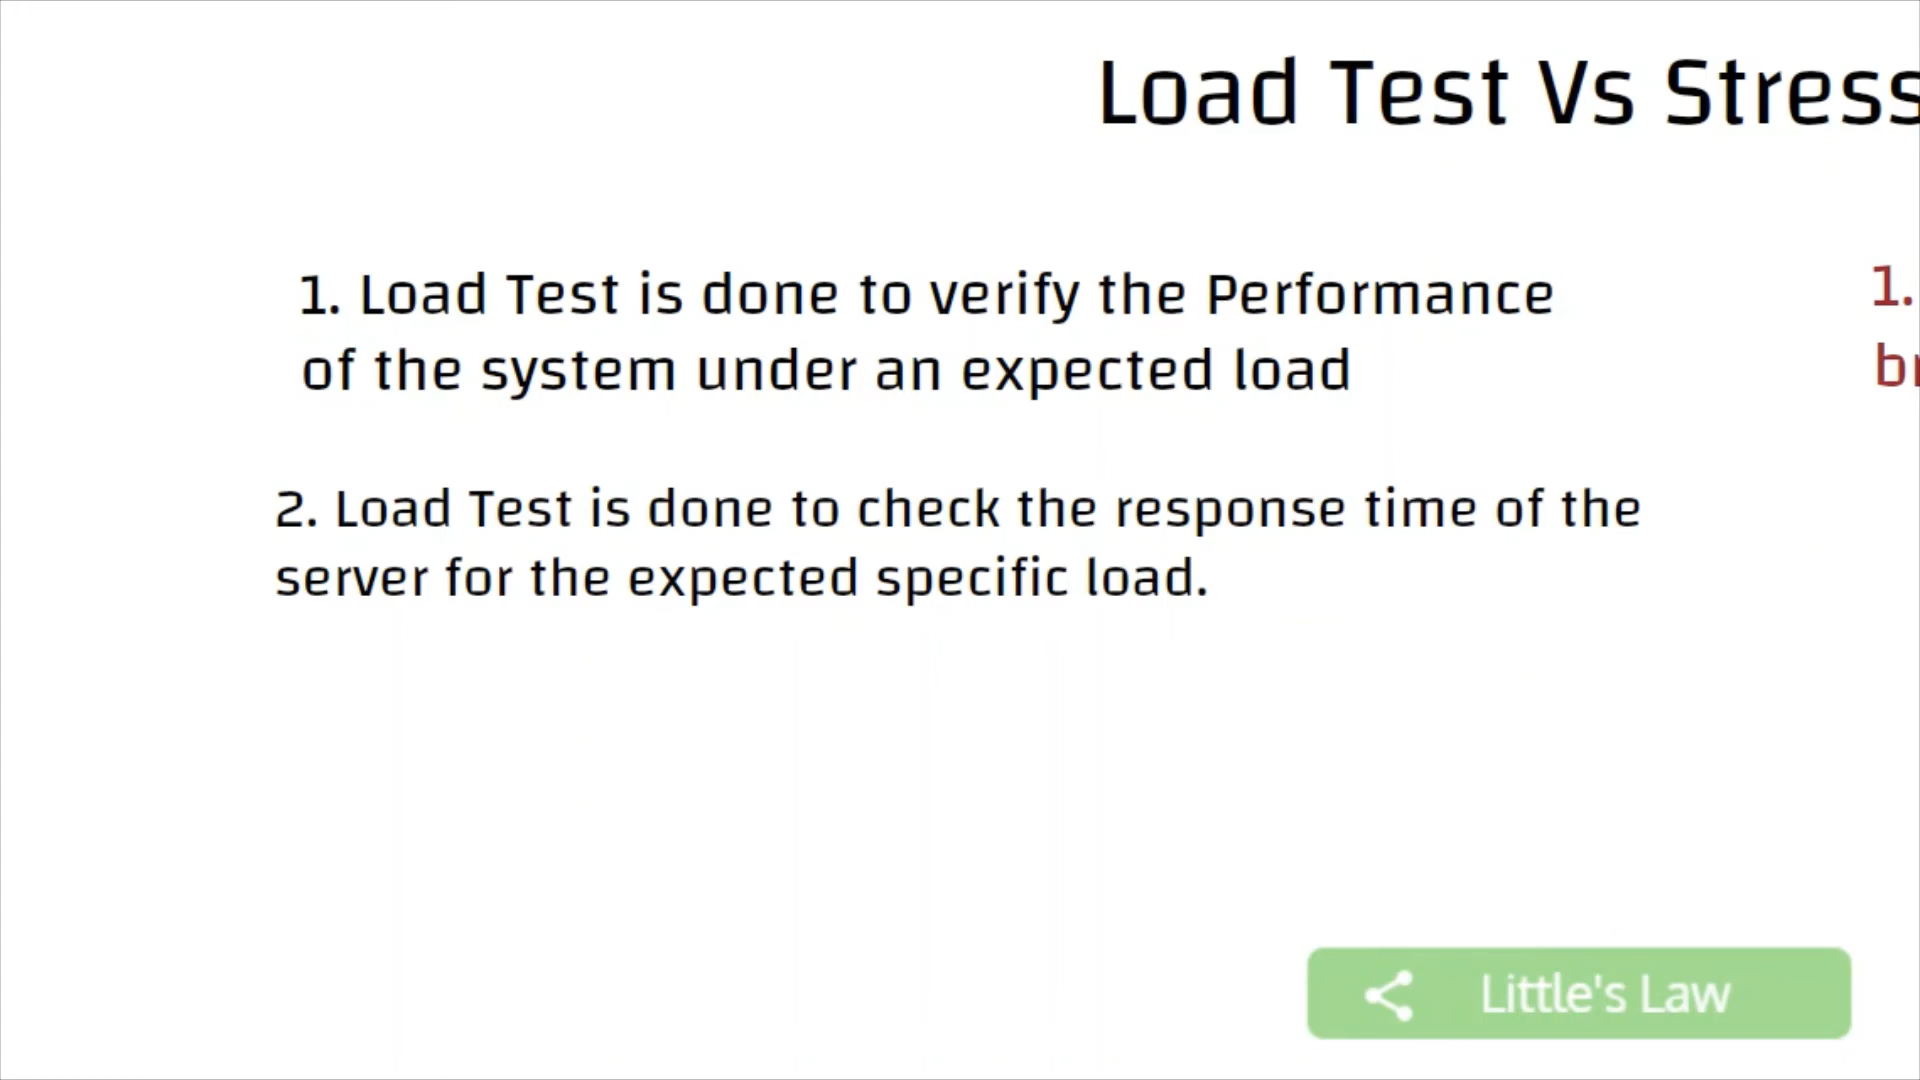 Load Test Vs Stress
1. Load Test is done to verify the Performance
of the system under an expected load
1.
br
2. Load Test is done to check the response time of the
server for the expected specific load.
Little's Law